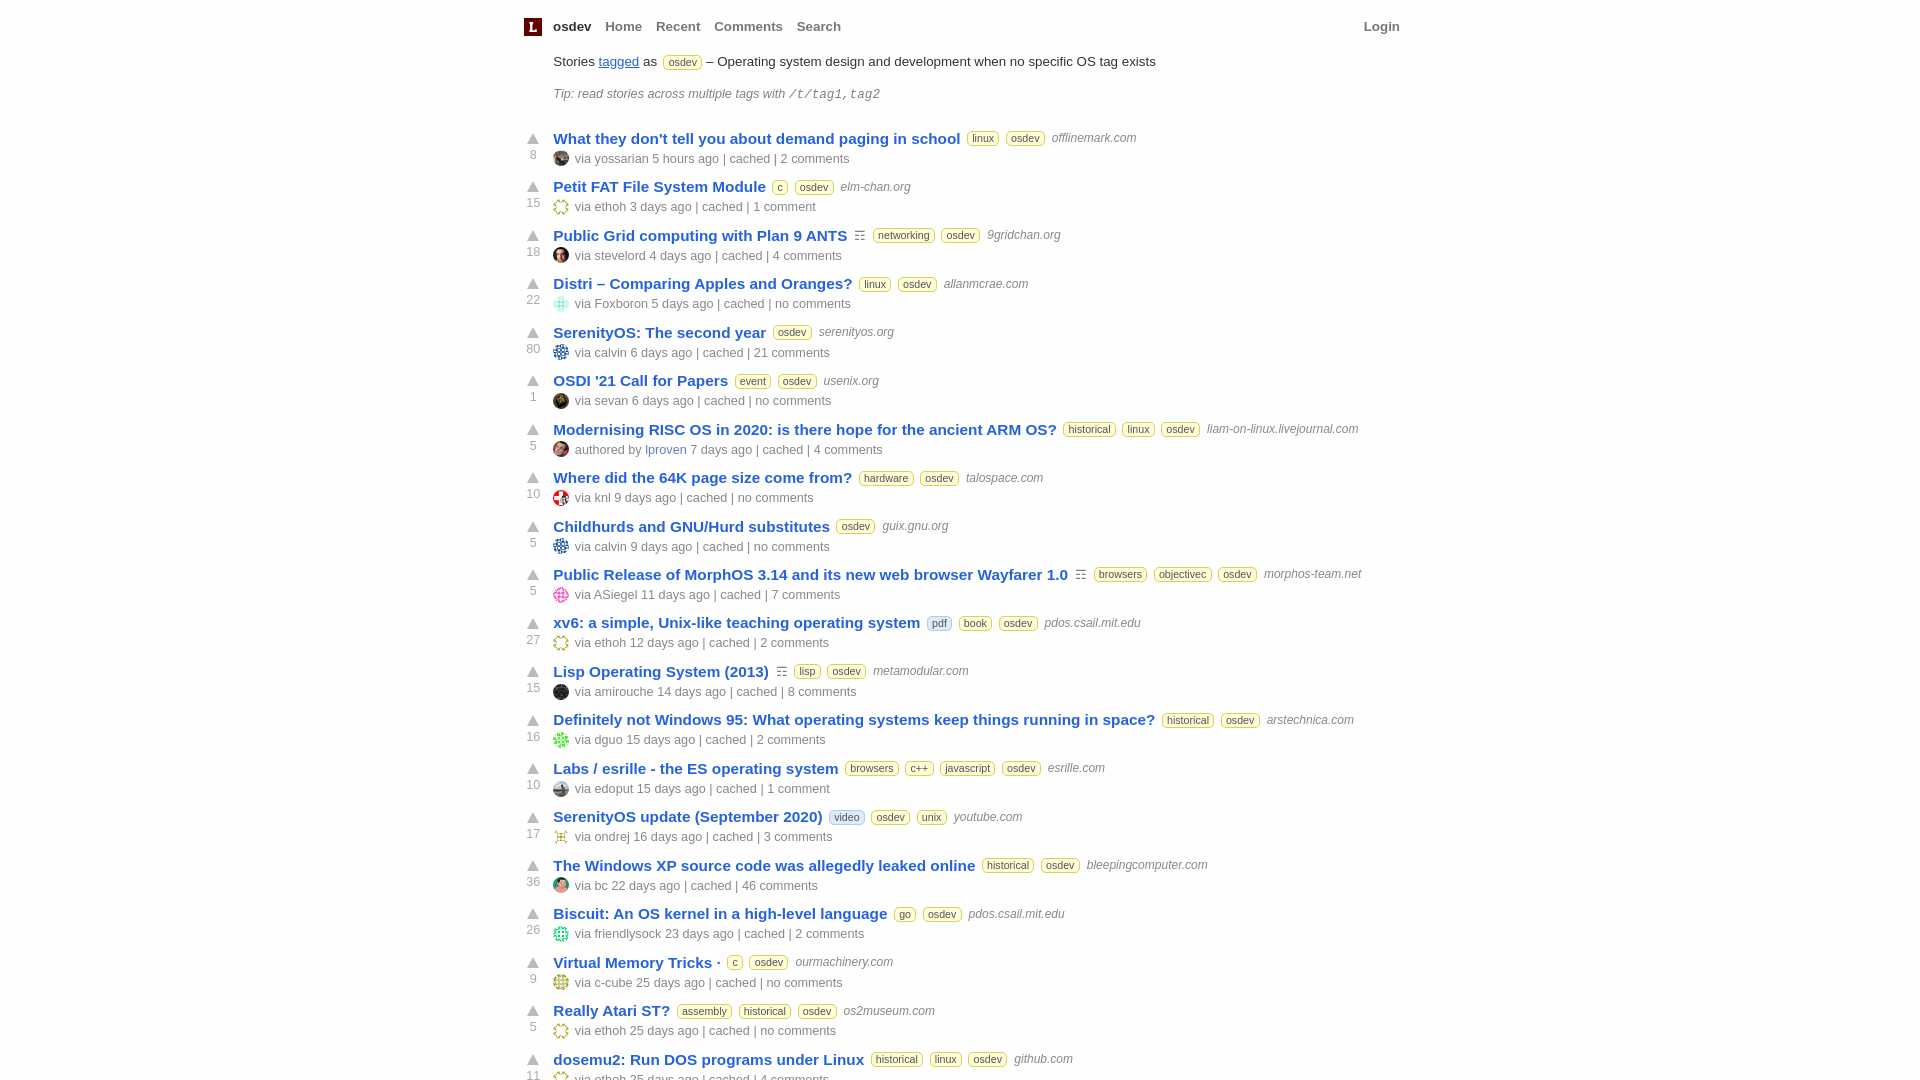 L osdev Home Recent Comments Search Login
Stories tagged as osdev – Operating system design and development when no specific OS tag exists
Tip: read stories across multiple tags with /t/tag1,tag2
What they don't tell you about demand paging in school linux osdev offlinemark.com
8 via yossarian 5 hours ago | cached | 2 comments
Petit FAT File System Module c osdev elm-chan.org
15 via ethoh 3 days ago | cached | 1 comment
Public Grid computing with Plan 9 ANTS ☶ networking osdev 9gridchan.org
18 via stevelord 4 days ago | cached | 4 comments
Distri – Comparing Apples and Oranges? linux osdev allanmcrae.com
22 via Foxboron 5 days ago | cached | no comments
SerenityOS: The second year osdev serenityos.org
80 via calvin 6 days ago | cached | 21 comments
OSDI '21 Call for Papers event osdev usenix.org
1 via sevan 6 days ago | cached | no comments
Modernising RISC OS in 2020: is there hope for the ancient ARM OS? historical linux osdev liam-on-linux.livejournal.com
5 authored by lproven 7 days ago | cached | 4 comments
Where did the 64K page size come from? hardware osdev talospace.com
10 via knl 9 days ago | cached | no comments
Childhurds and GNU/Hurd substitutes osdev guix.gnu.org
5 via calvin 9 days ago | cached | no comments
Public Release of MorphOS 3.14 and its new web browser Wayfarer 1.0 ☶ browsers objectivec osdev morphos-team.net
5 via ASiegel 11 days ago | cached | 7 comments
xv6: a simple, Unix-like teaching operating system pdf book osdev pdos.csail.mit.edu
27 via ethoh 12 days ago | cached | 2 comments
Lisp Operating System (2013) ☶ lisp osdev metamodular.com
15 via amirouche 14 days ago | cached | 8 comments
Definitely not Windows 95: What operating systems keep things running in space? historical osdev arstechnica.com
16 via dguo 15 days ago | cached | 2 comments
Labs / esrille - the ES operating system browsers c++ javascript osdev esrille.com
10 via edoput 15 days ago | cached | 1 comment
SerenityOS update (September 2020) video osdev unix youtube.com
17 via ondrej 16 days ago | cached | 3 comments
The Windows XP source code was allegedly leaked online historical osdev bleepingcomputer.com
36 via bc 22 days ago | cached | 46 comments
Biscuit: An OS kernel in a high-level language go osdev pdos.csail.mit.edu
26 via friendlysock 23 days ago | cached | 2 comments
Virtual Memory Tricks · c osdev ourmachinery.com
9 via c-cube 25 days ago | cached | no comments
Really Atari ST? assembly historical osdev os2museum.com
5 via ethoh 25 days ago | cached | no comments
dosemu2: Run DOS programs under Linux historical linux osdev github.com
11 via ethoh 25 days ago | cached | 4 comments